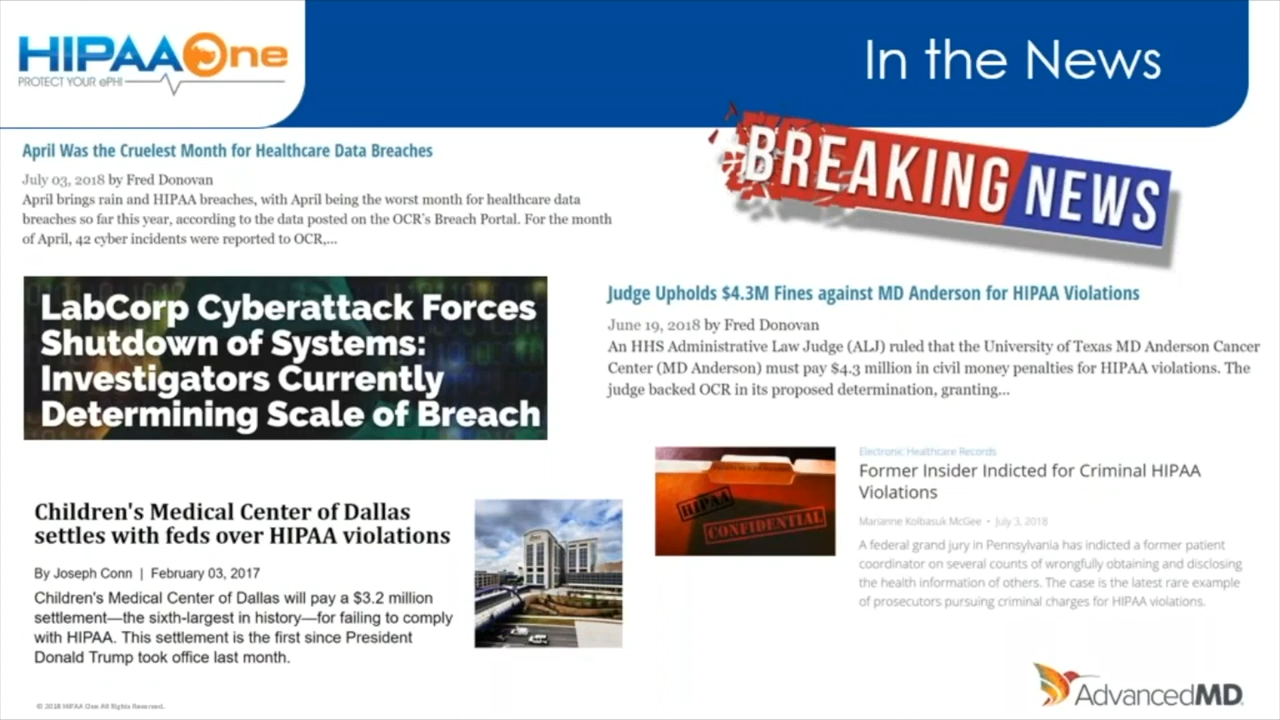 HIPAA One
PROTECT YOUR ePHI
In the News
BREAKING NEWS
April Was the Cruelest Month for Healthcare Data Breaches
July 03, 2018 by Fred Donovan
April brings rain and HIPAA breaches, with April being the worst month for healthcare data
breaches so far this year, according to the data posted on the OCR's Breach Portal. For the month
of April, 42 cyber incidents were reported to OCR,...
LabCorp Cyberattack Forces
Shutdown of Systems:
Investigators Currently
Determining Scale of Breach
Judge Upholds $4.3M Fines against MD Anderson for HIPAA Violations
June 19, 2018 by Fred Donovan
An HHS Administrative Law Judge (ALJ) ruled that the University of Texas MD Anderson Cancer
Center (MD Anderson) must pay $4.3 million in civil money penalties for HIPAA violations. The
judge backed OCR in its proposed determination, granting...
HIPAA
CONFIDENTIAL
Electronic Healthcare Records
Former Insider Indicted for Criminal HIPAA
Violations
Marianne Kolbasuk McGee • July 3, 2018
A federal grand jury in Pennsylvania has indicted a former patient
coordinator on several counts of wrongfully obtaining and disclosing
the health information of others. The case is the latest rare example
of prosecutors pursuing criminal charges for HIPAA violations.
Children's Medical Center of Dallas
settles with feds over HIPAA violations
By Joseph Conn | February 03, 2017
Children's Medical Center of Dallas will pay a $3.2 million
settlement—the sixth-largest in history—for failing to comply
with HIPAA. This settlement is the first since President
Donald Trump took office last month.
© 2018 HIPAA One All Rights Reserved.
AdvancedMD